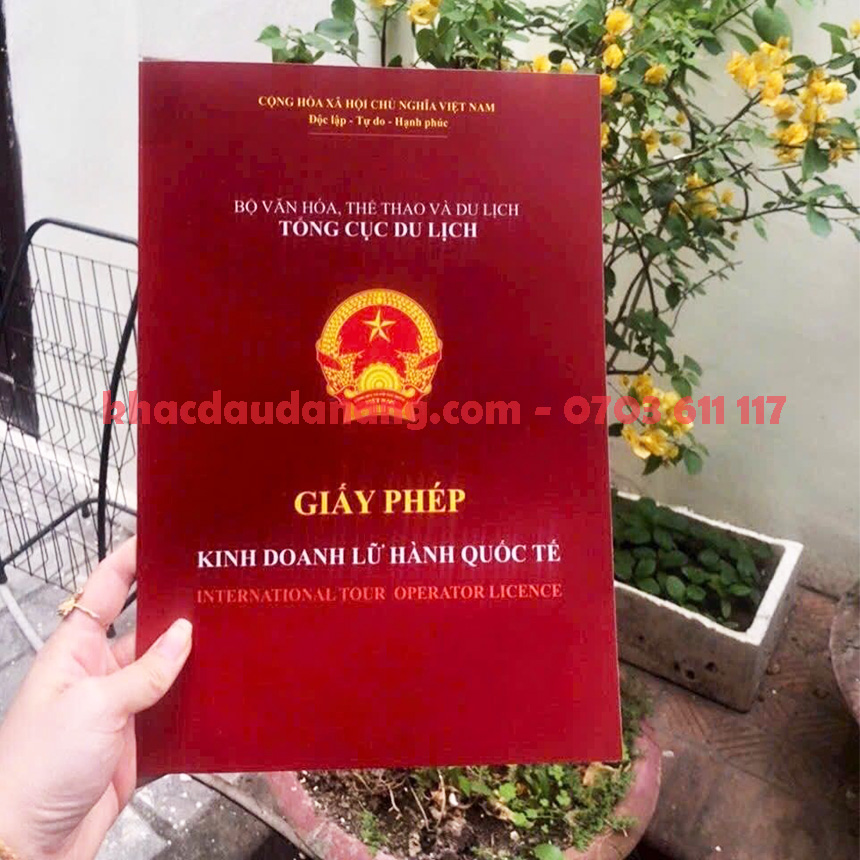 CỘNG HÒA XÃ HỘI CHỦ NGHĨA VIỆT NAM
Độc lập - Tự do - Hạnh phúc
BỘ VĂN HÓA, THỂ THAO VÀ DU LỊCH
TỔNG CỤC DU LỊCH
VIỆT NAM
khacdaudanang.com - 0703 611 117
GIẤY PHÉP
KINH DOANH LỮ HÀNH QUỐC TẾ
INTERNATIONAL TOUR OPERATOR LICENCE